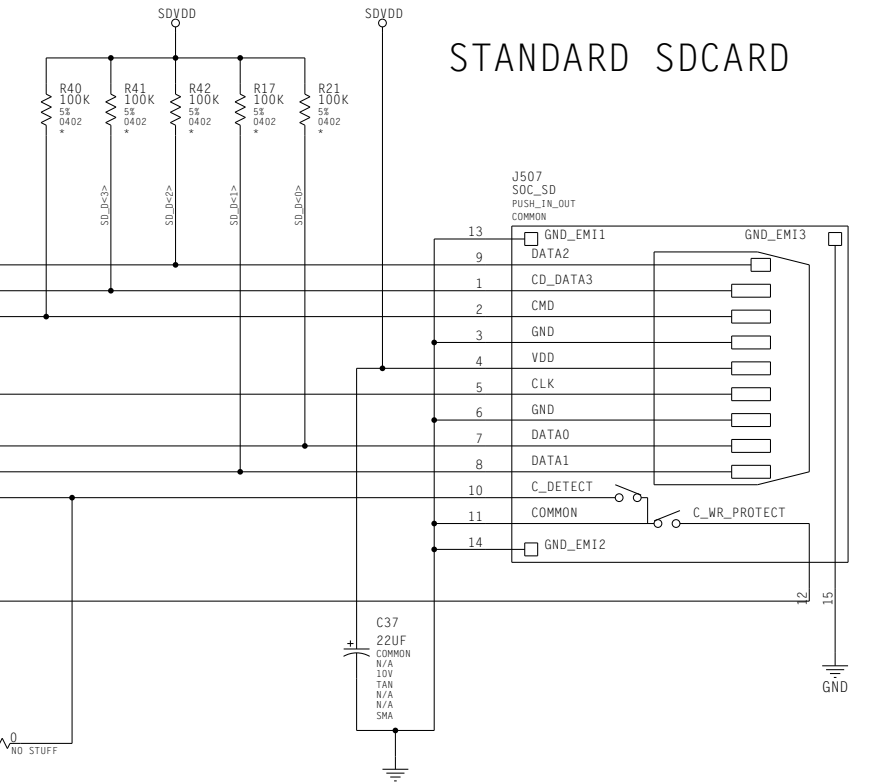 SDVDD
SDVDD
STANDARD SDCARD
R40
100K
5%
0402
*
R41
100K
5%
0402
*
R42
100K
5%
0402
*
R17
100K
5%
0402
*
R21
100K
5%
0402
*
SD_D<3>
SD_D<2>
SD_D<1>
SD_D<0>
J507
SOC_SD
PUSH_IN_OUT
COMMON
13 GND_EMI1 GND_EMI3
9 DATA2
1 CD_DATA3
2 CMD
3 GND
4 VDD
5 CLK
6 GND
7 DATA0
8 DATA1
10 C_DETECT
11 COMMON C_WR_PROTECT
14 GND_EMI2
12
15
C37
+ 22UF
COMMON
N/A
10V
TAN
N/A
N/A
SMA
GND
0
NO STUFF